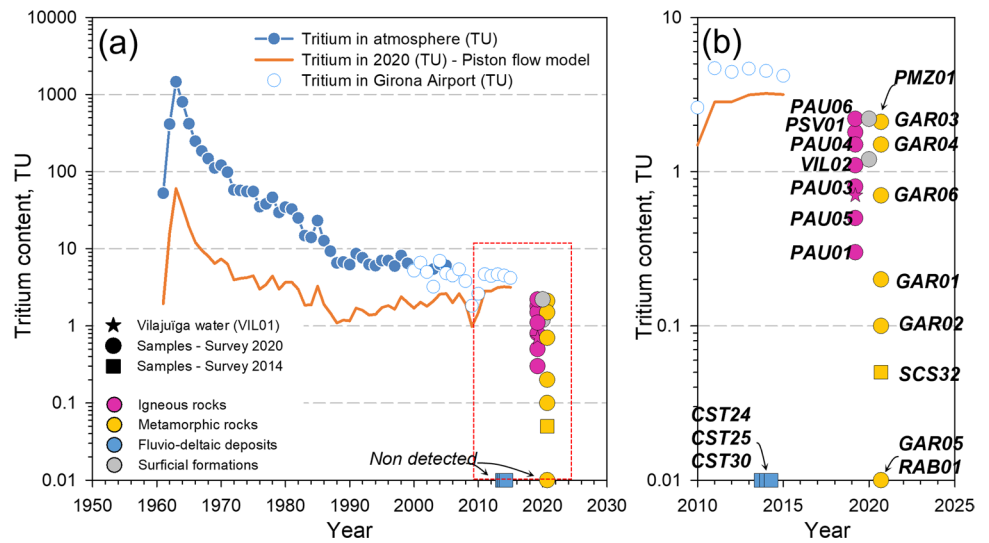 (a)
Tritium in atmosphere (TU)
Tritium in 2020 (TU) - Piston flow model
Tritium in Girona Airport (TU)
Tritium content, TU
10000
1000
100
10
1
0.1
0.01
Vilajuïga water (VIL01)
Samples - Survey 2020
Samples - Survey 2014
Igneous rocks
Metamorphic rocks
Fluvio-deltaic deposits
Surficial formations
Non detected
1950 1960 1970 1980 1990 2000 2010 2020 2030
Year
(b)
Tritium content, TU
10
1
0.1
0.01
PMZ01
PAU06
PSV01
PAU04
VIL02
PAU03
PAU05
PAU01
GAR03
GAR04
GAR06
GAR01
GAR02
SCS32
CST24
CST25
CST30
GAR05
RAB01
2010 2015 2020 2025
Year